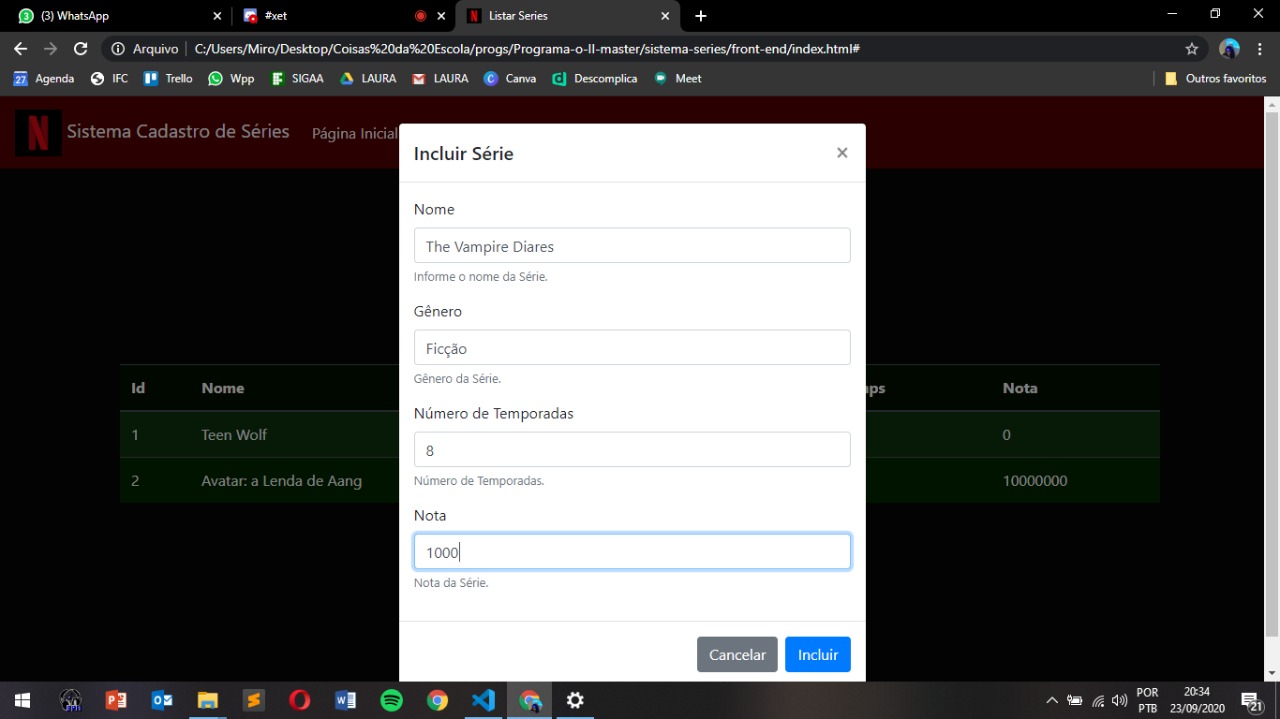 (3) WhatsApp
#xet
Listar Series
Arquivo
C:/Users/Miro/Desktop/Coisas%20da%20Escola/progs/Programa-o-II-master/sistema-series/front-end/index.html#
27 Agenda IFC Trello Wpp SIGAA LAURA LAURA Canva Descomplica Meet Outros favoritos
N Sistema Cadastro de Séries Página Inicial
Incluir Série
Nome
The Vampire Diares
Informe o nome da Série.
Gênero
Ficção
Gênero da Série.
Número de Temporadas
8
Número de Temporadas.
Nota
1000
Nota da Série.
Cancelar Incluir
Id Nome ps Nota
1 Teen Wolf 0
2 Avatar: a Lenda de Aang 10000000
POR
PTB
20:34
23/09/2020
21